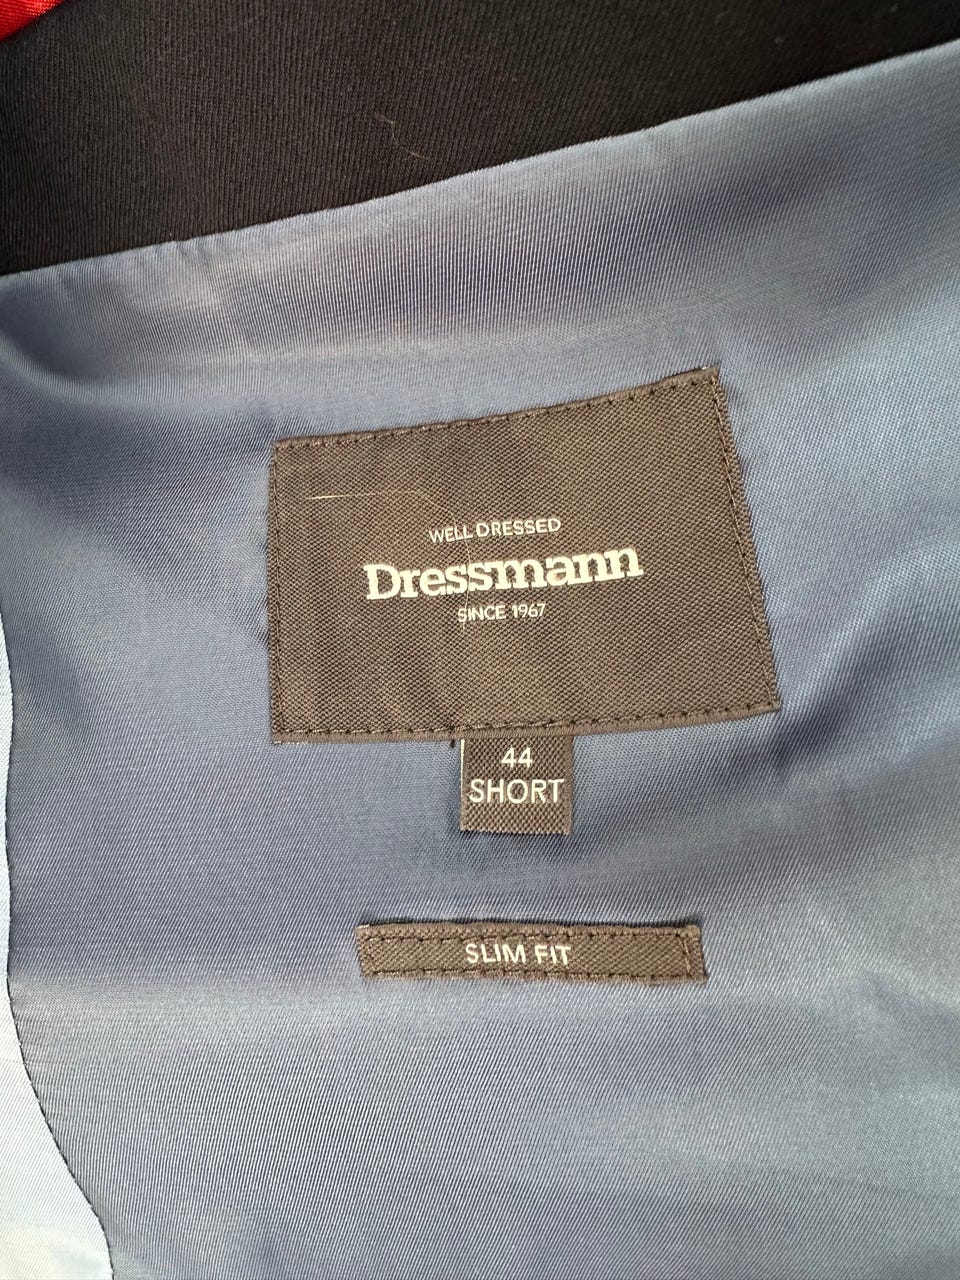 WELL DRESSED
Dressmann
SINCE 1967
44
SHORT
SLIM FIT